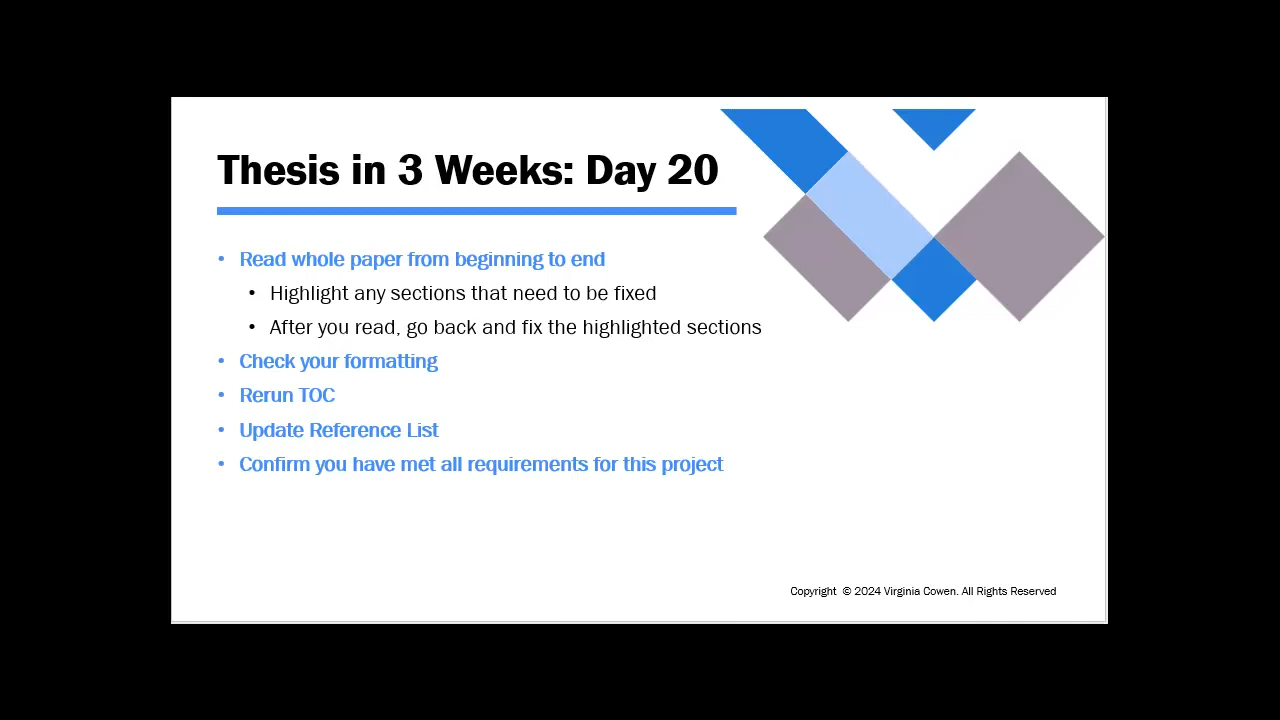 Thesis in 3 Weeks: Day 20
• Read whole paper from beginning to end
• Highlight any sections that need to be fixed
• After you read, go back and fix the highlighted sections
• Check your formatting
• Rerun TOC
• Update Reference List
• Confirm you have met all requirements for this project
Copyright © 2024 Virginia Cowen. All Rights Reserved